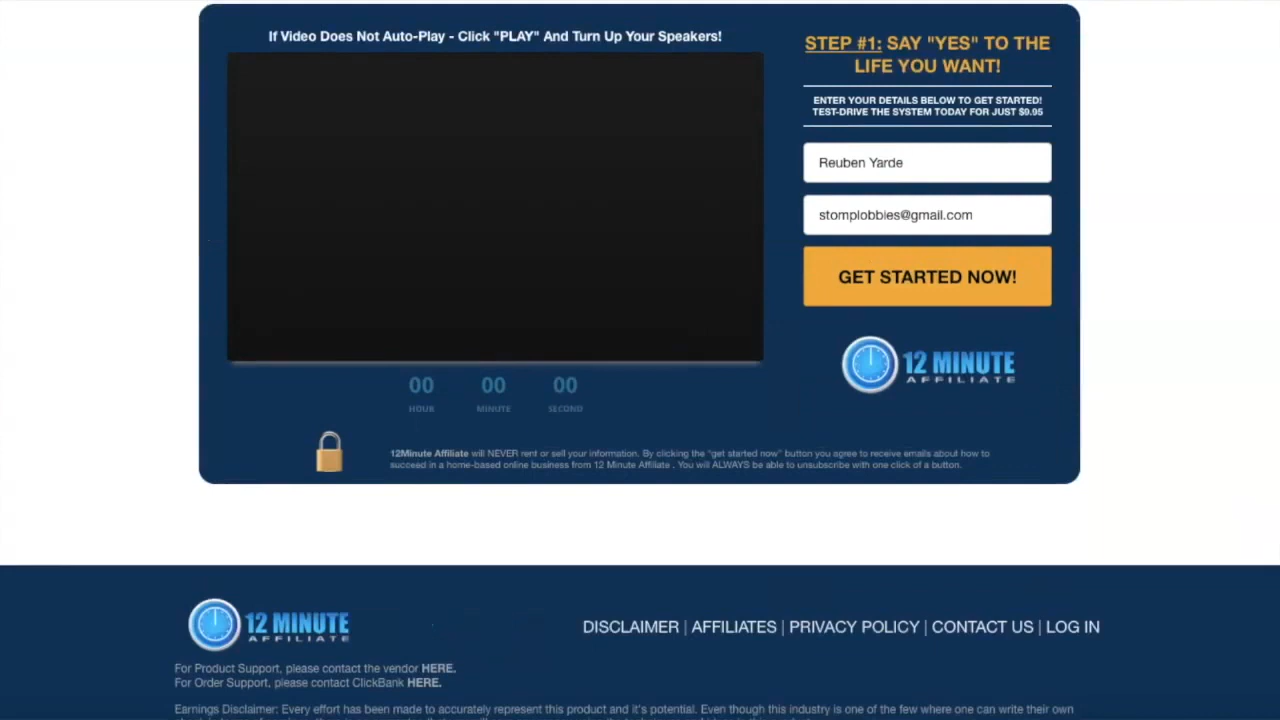 If Video Does Not Auto-Play - Click "PLAY" And Turn Up Your Speakers!
STEP #1: SAY "YES" TO THE
LIFE YOU WANT!
ENTER YOUR DETAILS BELOW TO GET STARTED!
TEST-DRIVE THE SYSTEM TODAY FOR JUST $9.95
Reuben Yarde
stomplobbies@gmail.com
GET STARTED NOW!
12 MINUTE
AFFILIATE
00 00 00
HOUR MINUTE SECOND
12Minute Affiliate will NEVER rent or sell your information. By clicking the "get started now" button you agree to receive emails about how to
succeed in a home-based online business from 12 Minute Affiliate . You will ALWAYS be able to unsubscribe with one click of a button.
12 MINUTE
AFFILIATE
DISCLAIMER | AFFILIATES | PRIVACY POLICY | CONTACT US | LOG IN
For Product Support, please contact the vendor HERE.
For Order Support, please contact ClickBank HERE.
Earnings Disclaimer: Every effort has been made to accurately represent this product and it's potential. Even though this industry is one of the few where one can write their own